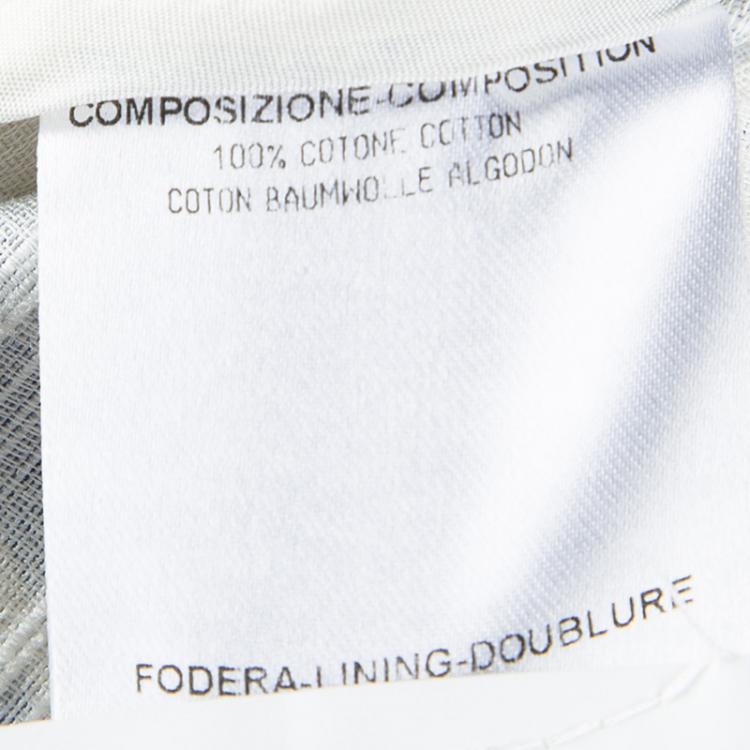 COMPOSIZIONE-COMPOSITION
100% COTONE COTTON
COTON BAUMWOLLE ALGODON
FODERA-LINING-DOUBLURE